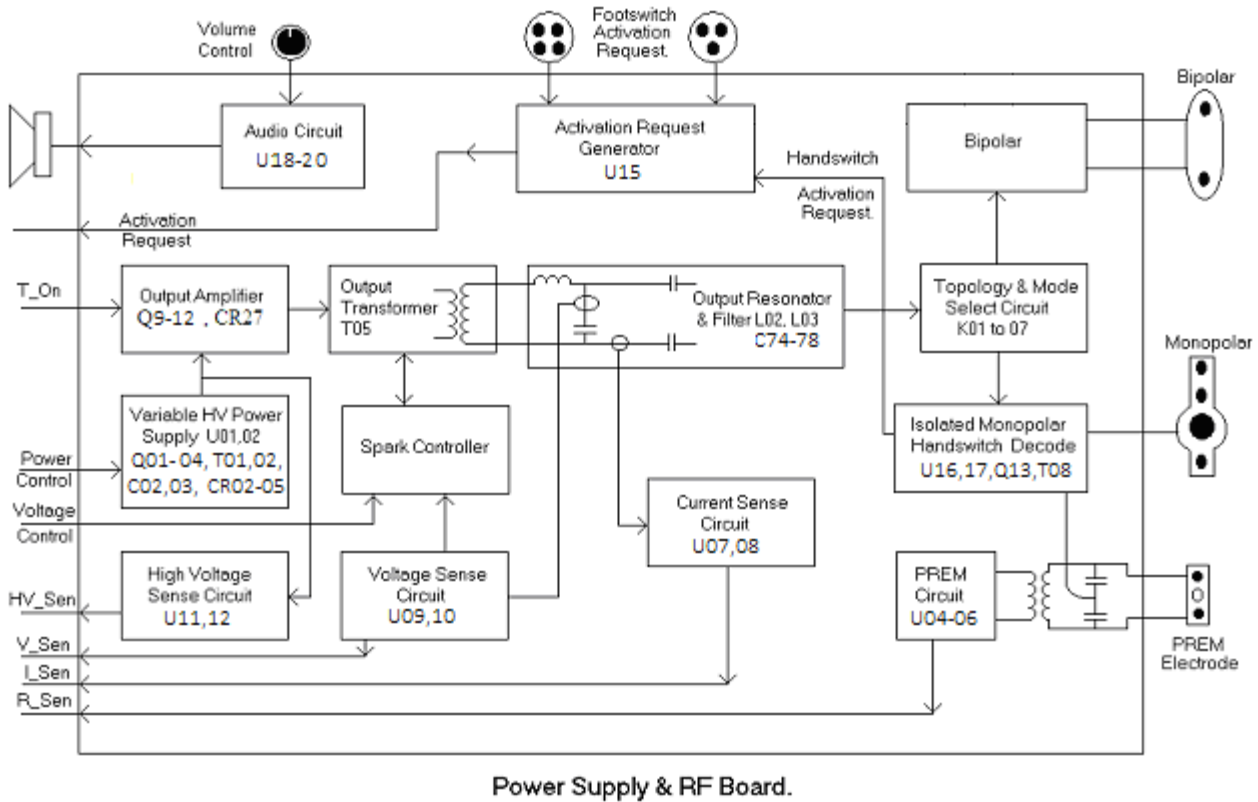 Volume
Control
Footswitch
Activation
Request.
Bipolar
Audio Circuit
U18-20
Activation Request
Generator
U15
Handswitch
Activation
Request.
Bipolar
Activation
Request
T_On
Output Amplifier
Q9-12 , CR27
Output
Transformer
T05
Output Resonator
& Filter L02, L03
C74-78
Topology & Mode
Select Circuit
K01 to 07
Monopolar
Variable HV Power
Supply U01,02
Q01-04, T01,02,
C02,03, CR02-05
Power
Control
Spark Controller
Isolated Monopolar
Handswitch Decode
U16,17,Q13,T08
Voltage
Control
Current Sense
Circuit
U07,08
High Voltage
Sense Circuit
U11,12
Voltage Sense
Circuit
U09,10
PREM
Circuit
U04-06
HV_Sen
V_Sen
I_Sen
R_Sen
PREM
Electrode
Power Supply & RF Board.